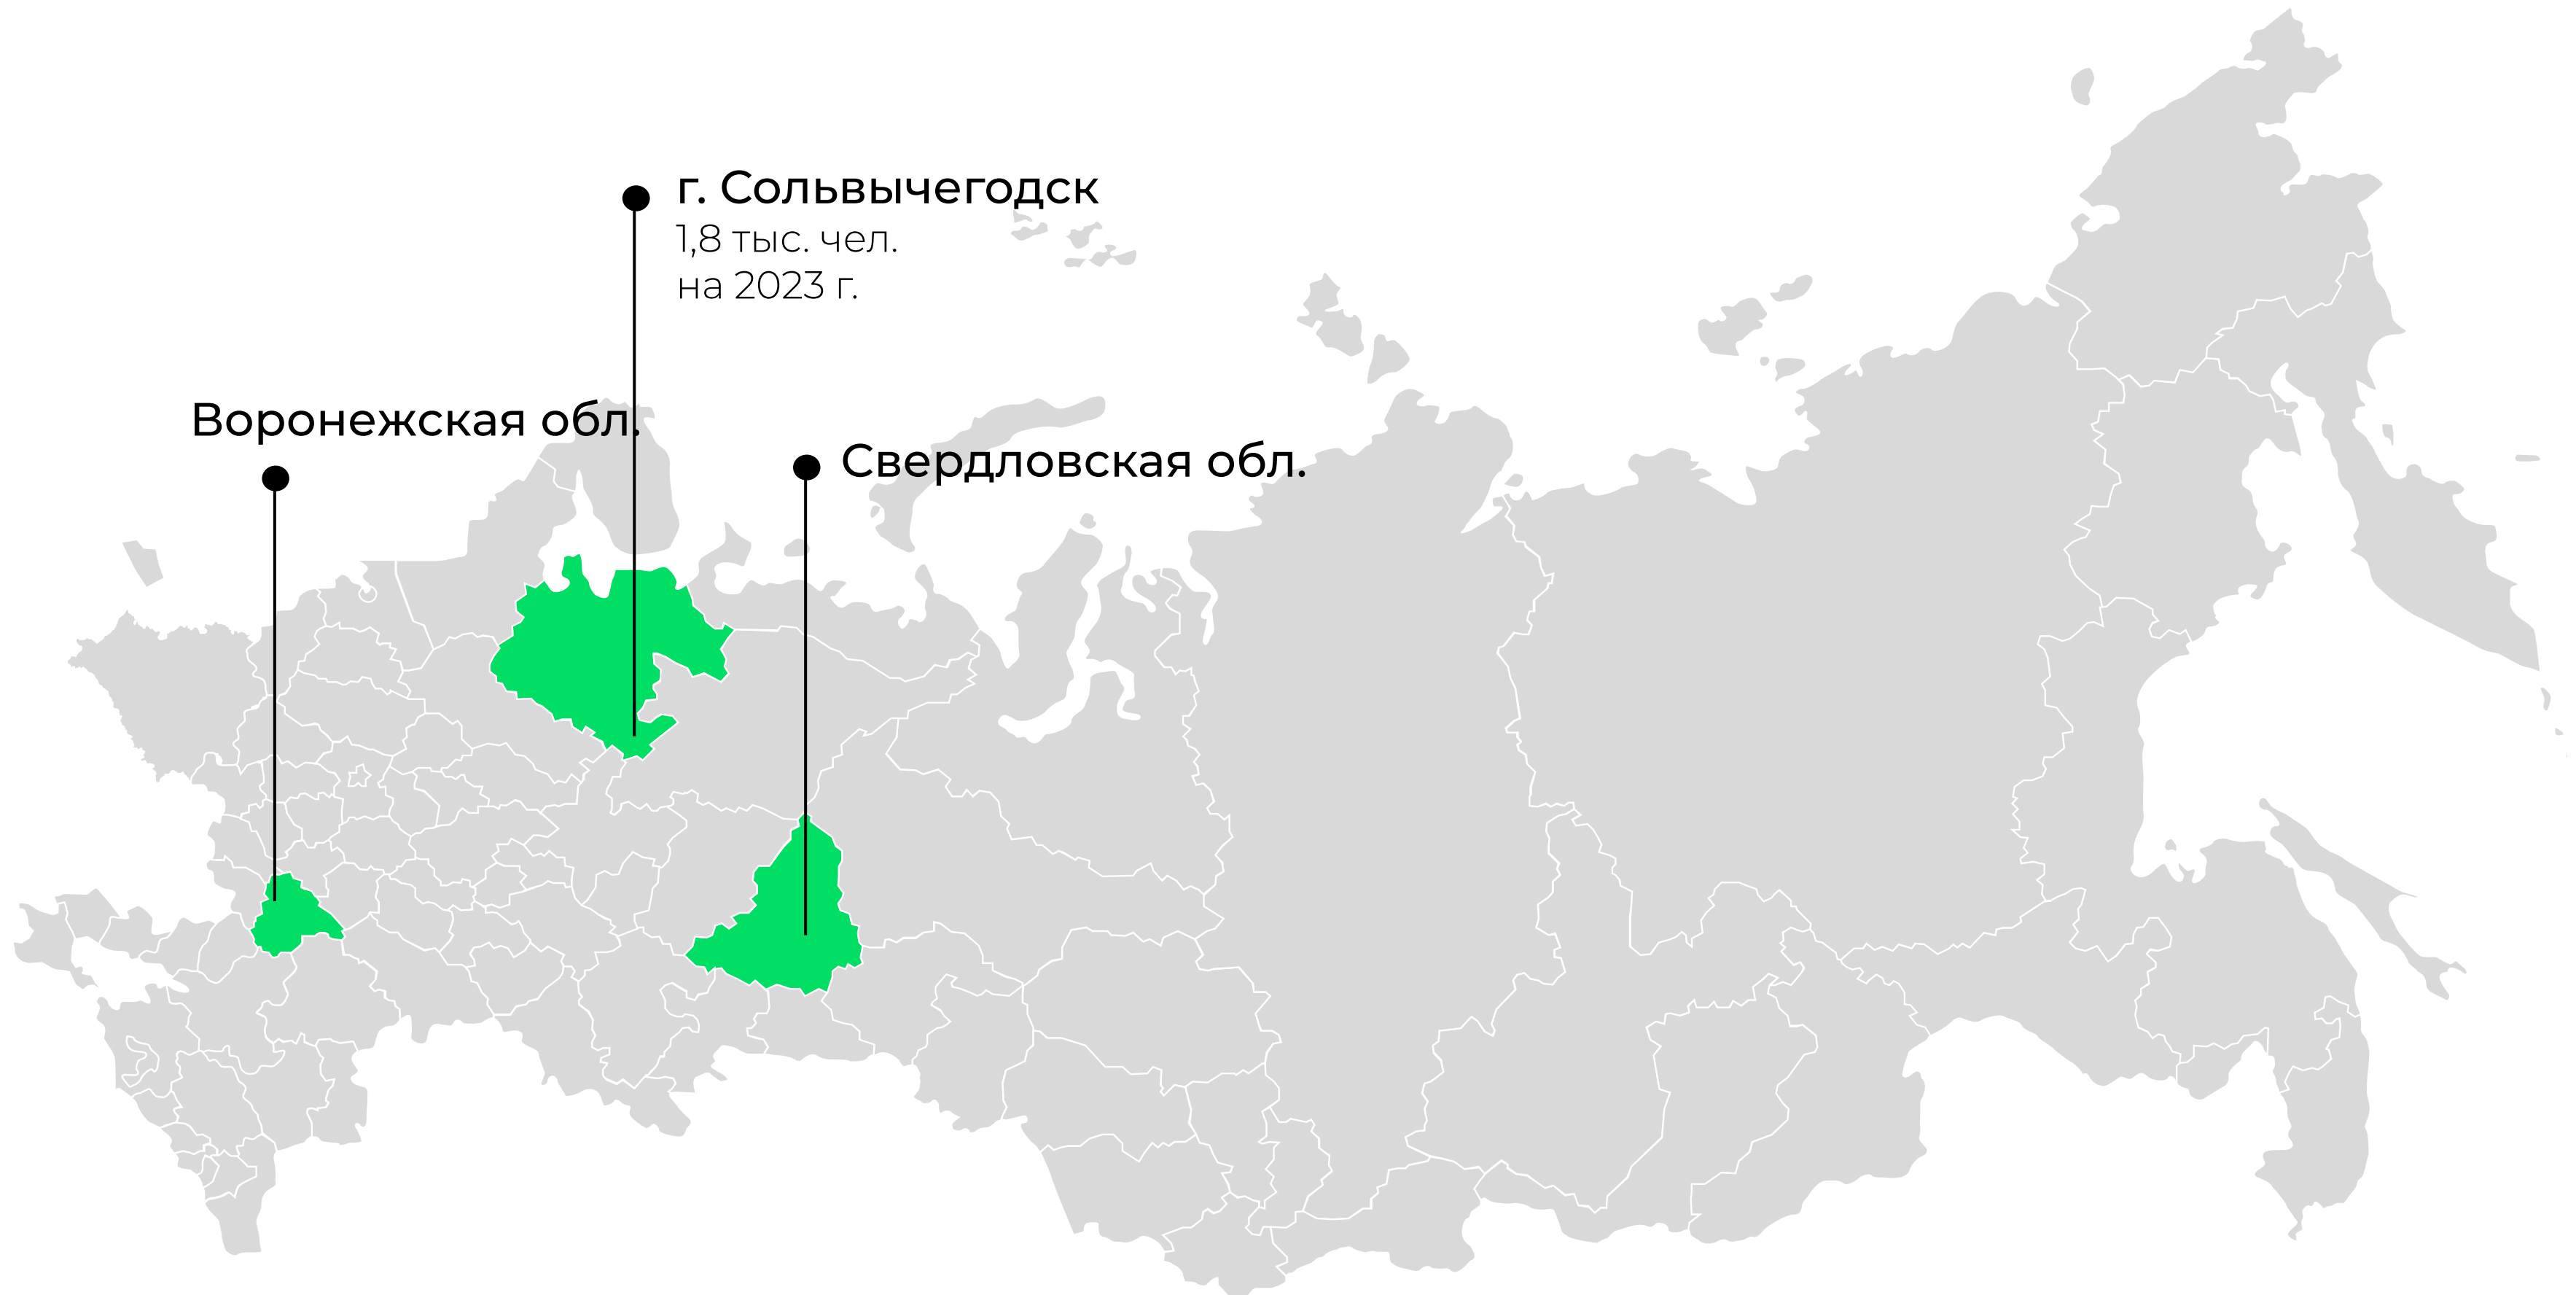 г. Сольвычегодск
1,8 тыс. чел.
на 2023 г.
Воронежская обл.
Свердловская обл.